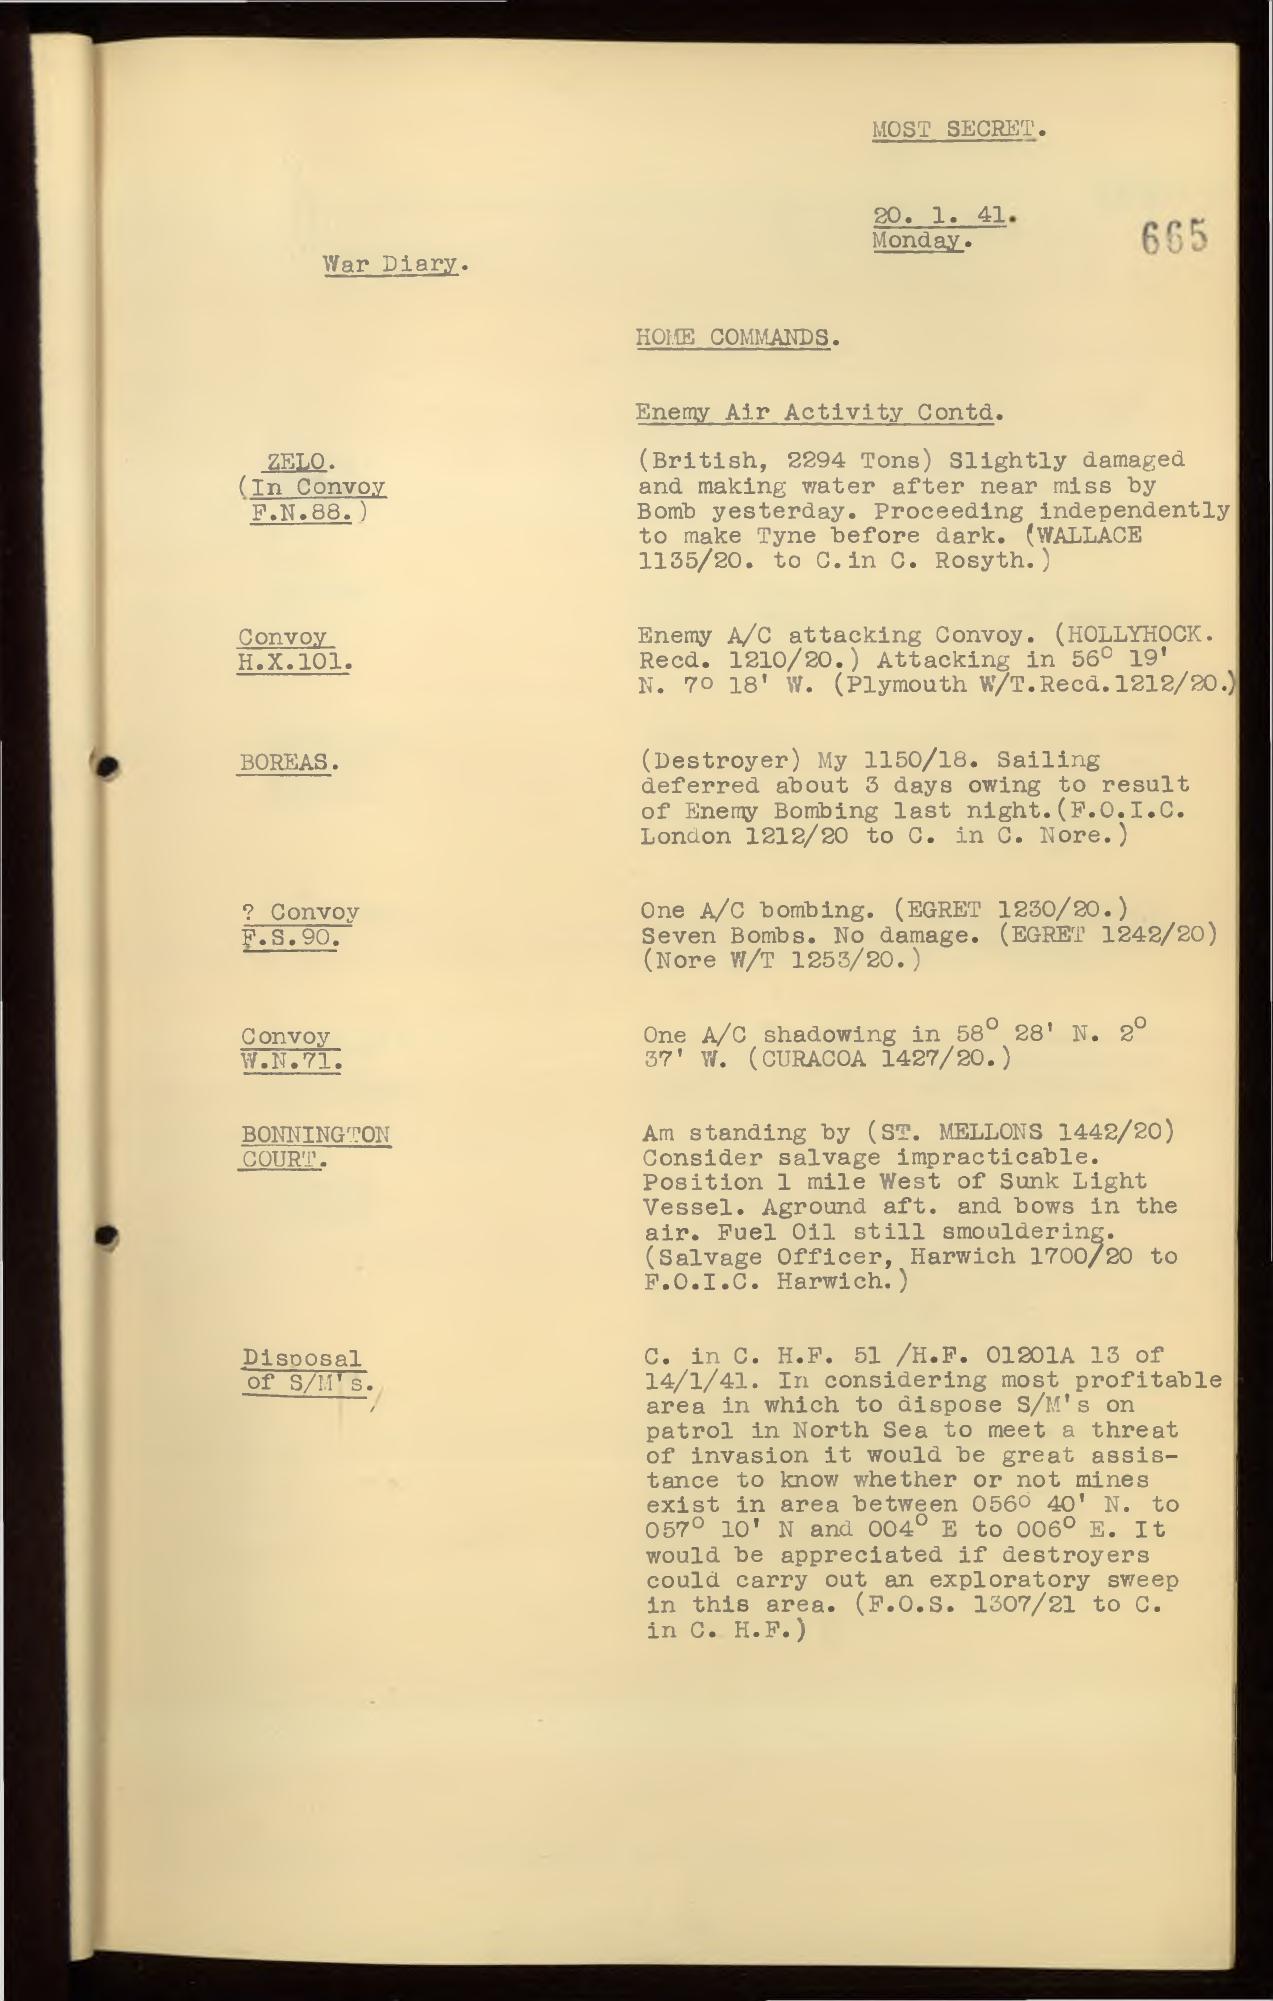 MOST SECRET.
20. 1. 41.
Monday.
665
War Diary.
HOME COMMANDS.
Enemy Air Activity Contd.
ZELO.
(In Convoy
F.N.88.)
(British, 2294 Tons) Slightly damaged
and making water after near miss by
Bomb yesterday. Proceeding independently
to make Tyne before dark. (WALLACE
1135/20. to C.in C. Rosyth.)
Convoy
H.X.101.
Enemy A/C attacking Convoy. (HOLLYHOCK.
Recd. 1210/20.) Attacking in 56° 19'
N. 7° 18' W. (Plymouth W/T.Recd.1212/20.)
BOREAS.
(Destroyer) My 1150/18. Sailing
deferred about 3 days owing to result
of Enemy Bombing last night.(F.O.I.C.
London 1212/20 to C. in C. Nore.)
? Convoy
F.S.90.
One A/C bombing. (EGRET 1230/20.)
Seven Bombs. No damage. (EGRET 1242/20)
(Nore W/T 1253/20.)
Convoy
W.N.71.
One A/C shadowing in 58° 28' N. 2°
37' W. (CURACOA 1427/20.)
BONNINGTON
COURT.
Am standing by (ST. MELLONS 1442/20)
Consider salvage impracticable.
Position 1 mile West of Sunk Light
Vessel. Aground aft. and bows in the
air. Fuel Oil still smouldering.
(Salvage Officer, Harwich 1700/20 to
F.O.I.C. Harwich.)
Disposal
of S/M's.
C. in C. H.F. 51 /H.F. 01201A 13 of
14/1/41. In considering most profitable
area in which to dispose S/M's on
patrol in North Sea to meet a threat
of invasion it would be great assis-
tance to know whether or not mines
exist in area between 056° 40' N. to
057° 10' N and 004° E to 006° E. It
would be appreciated if destroyers
could carry out an exploratory sweep
in this area. (F.O.S. 1307/21 to C.
in C. H.F.)